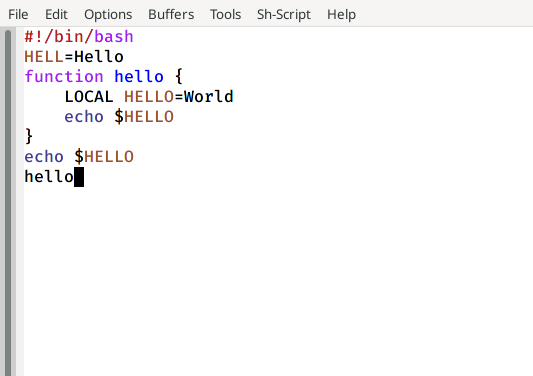 File Edit Options Buffers Tools Sh-Script Help
#!/bin/bash
HELL=Hello
function hello {
    LOCAL HELLO=World
    echo $HELLO
}
echo $HELLO
hello